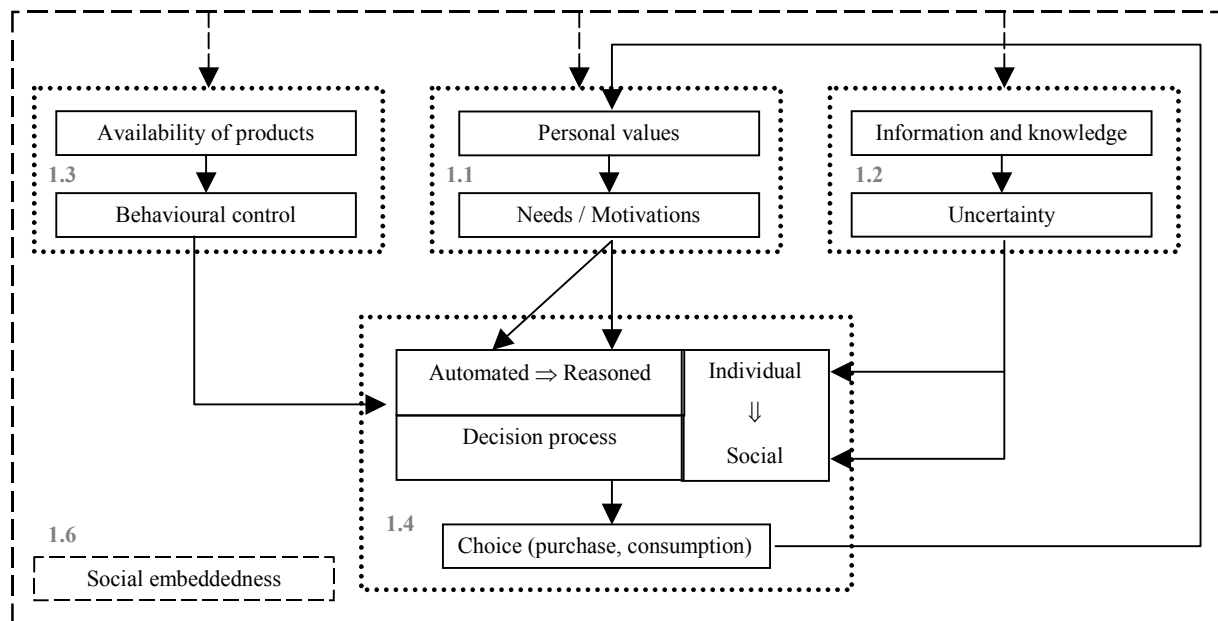 Availability of products
1.3
Behavioural control
Personal values
1.1
Needs / Motivations
Information and knowledge
1.2
Uncertainty
Automated ⇒ Reasoned
Decision process
Individual
⇓
Social
1.4
Choice (purchase, consumption)
1.6
Social embeddedness